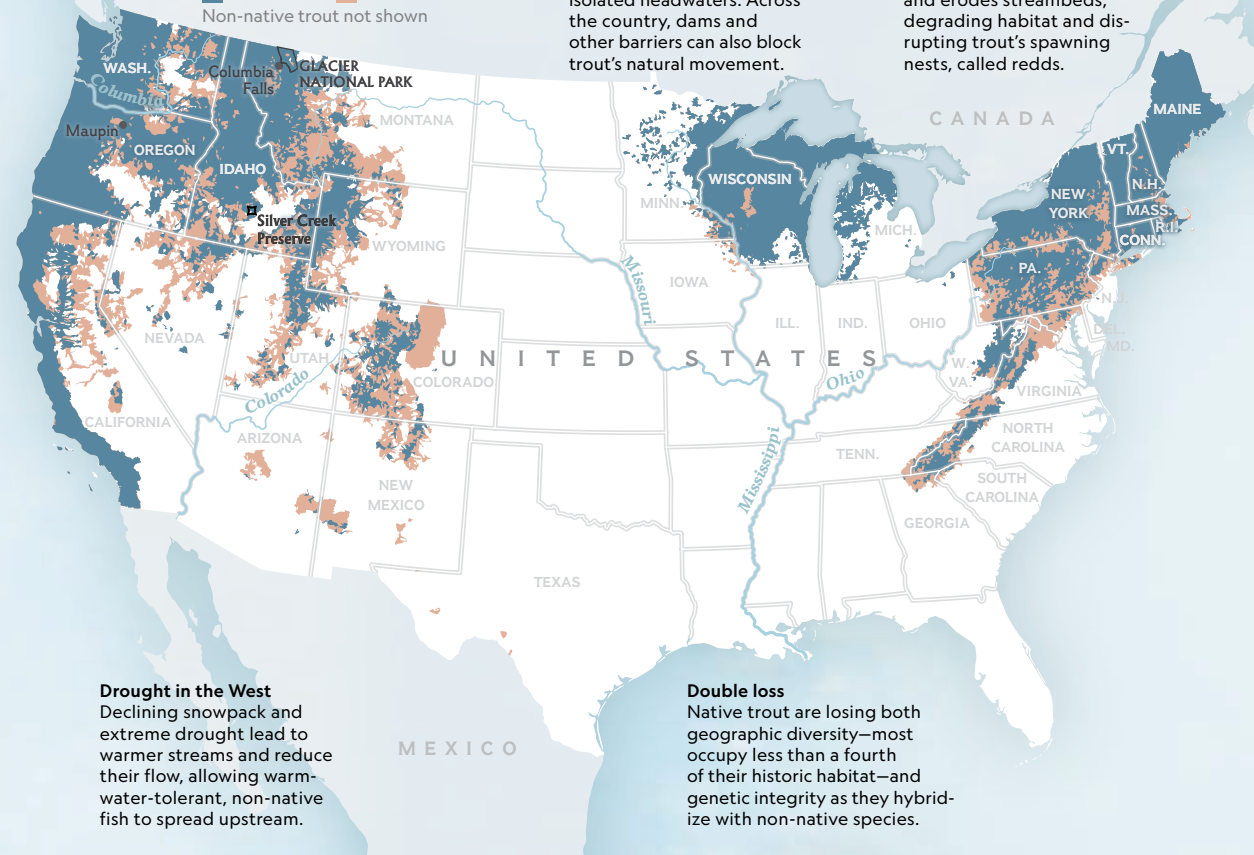 Non-native trout not shown
isolated headwaters. Across
the country, dams and
other barriers can also block
trout's natural movement.
and erodes streambeds,
degrading habitat and dis-
rupting trout's spawning
nests, called redds.
WASH.
Columbia
Falls
GLACIER
NATIONAL PARK
Columbia
Maupin
OREGON
IDAHO
MONTANA
Silver Creek
Preserve
WYOMING
MINN.
WISCONSIN
MICH.
CANADA
MAINE
VT.
N.H.
NEW
YORK
MASS.
R.I.
CONN.
PA.
N.J.
DEL.
MD.
NEVADA
UTAH
Colorado
COLORADO
CALIFORNIA
ARIZONA
NEW
MEXICO
Missouri
IOWA
ILL.
IND.
OHIO
UNITED STATES
Ohio
W.
VA.
VIRGINIA
NORTH
CAROLINA
TENN.
SOUTH
CAROLINA
GEORGIA
Mississippi
TEXAS
MEXICO
Drought in the West
Declining snowpack and
extreme drought lead to
warmer streams and reduce
their flow, allowing warm-
water-tolerant, non-native
fish to spread upstream.
Double loss
Native trout are losing both
geographic diversity—most
occupy less than a fourth
of their historic habitat—and
genetic integrity as they hybrid-
ize with non-native species.